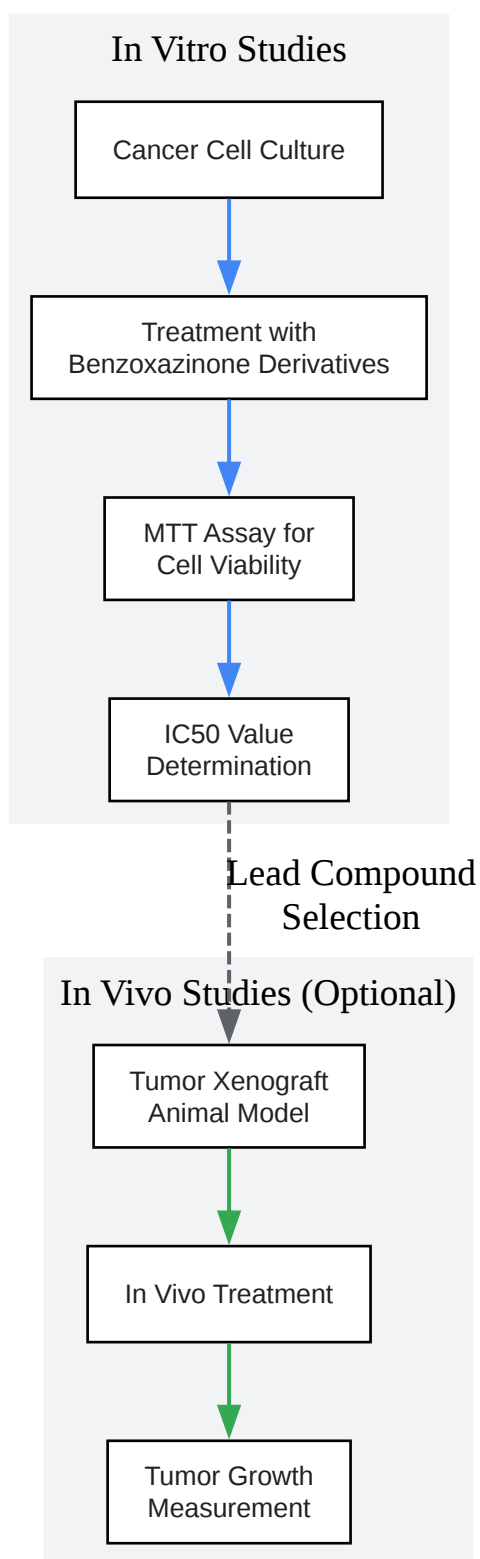 In Vitro Studies
Cancer Cell Culture
Treatment with
Benzoxazinone Derivatives
MTT Assay for
Cell Viability
IC50 Value
Determination
Lead Compound
Selection
In Vivo Studies (Optional)
Tumor Xenograft
Animal Model
In Vivo Treatment
Tumor Growth
Measurement